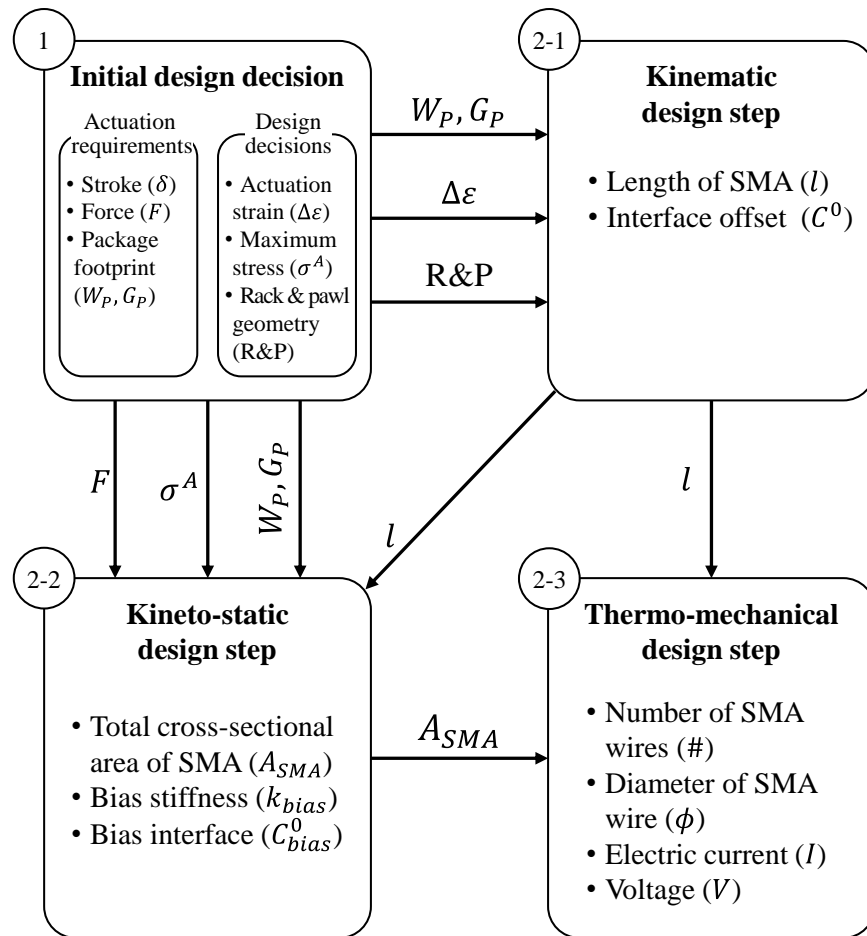 1
Initial design decision
Actuation
requirements
• Stroke (δ)
• Force (F)
• Package
footprint
(W_P, G_P)
Design
decisions
• Actuation
strain (Δε)
• Maximum
stress (σ^A)
• Rack & pawl
geometry
(R&P)
W_P, G_P
Δε
R&P
2-1
Kinematic
design step
• Length of SMA (l)
• Interface offset (C^0)
F
σ^A
W_P, G_P
l
l
2-2
Kineto-static
design step
• Total cross-sectional
area of SMA (A_SMA)
• Bias stiffness (k_bias)
• Bias interface (C^0_bias)
A_SMA
2-3
Thermo-mechanical
design step
• Number of SMA
wires (#)
• Diameter of SMA
wire (ϕ)
• Electric current (I)
• Voltage (V)